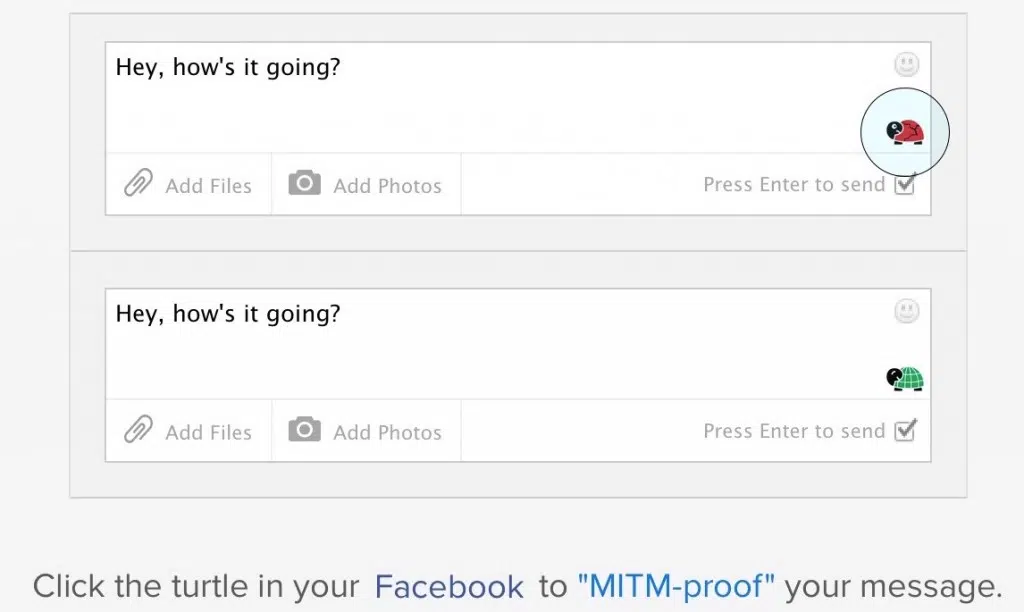 Hey, how's it going?
Add Files Add Photos Press Enter to send
Hey, how's it going?
Add Files Add Photos Press Enter to send
Click the turtle in your Facebook to "MITM-proof" your message.